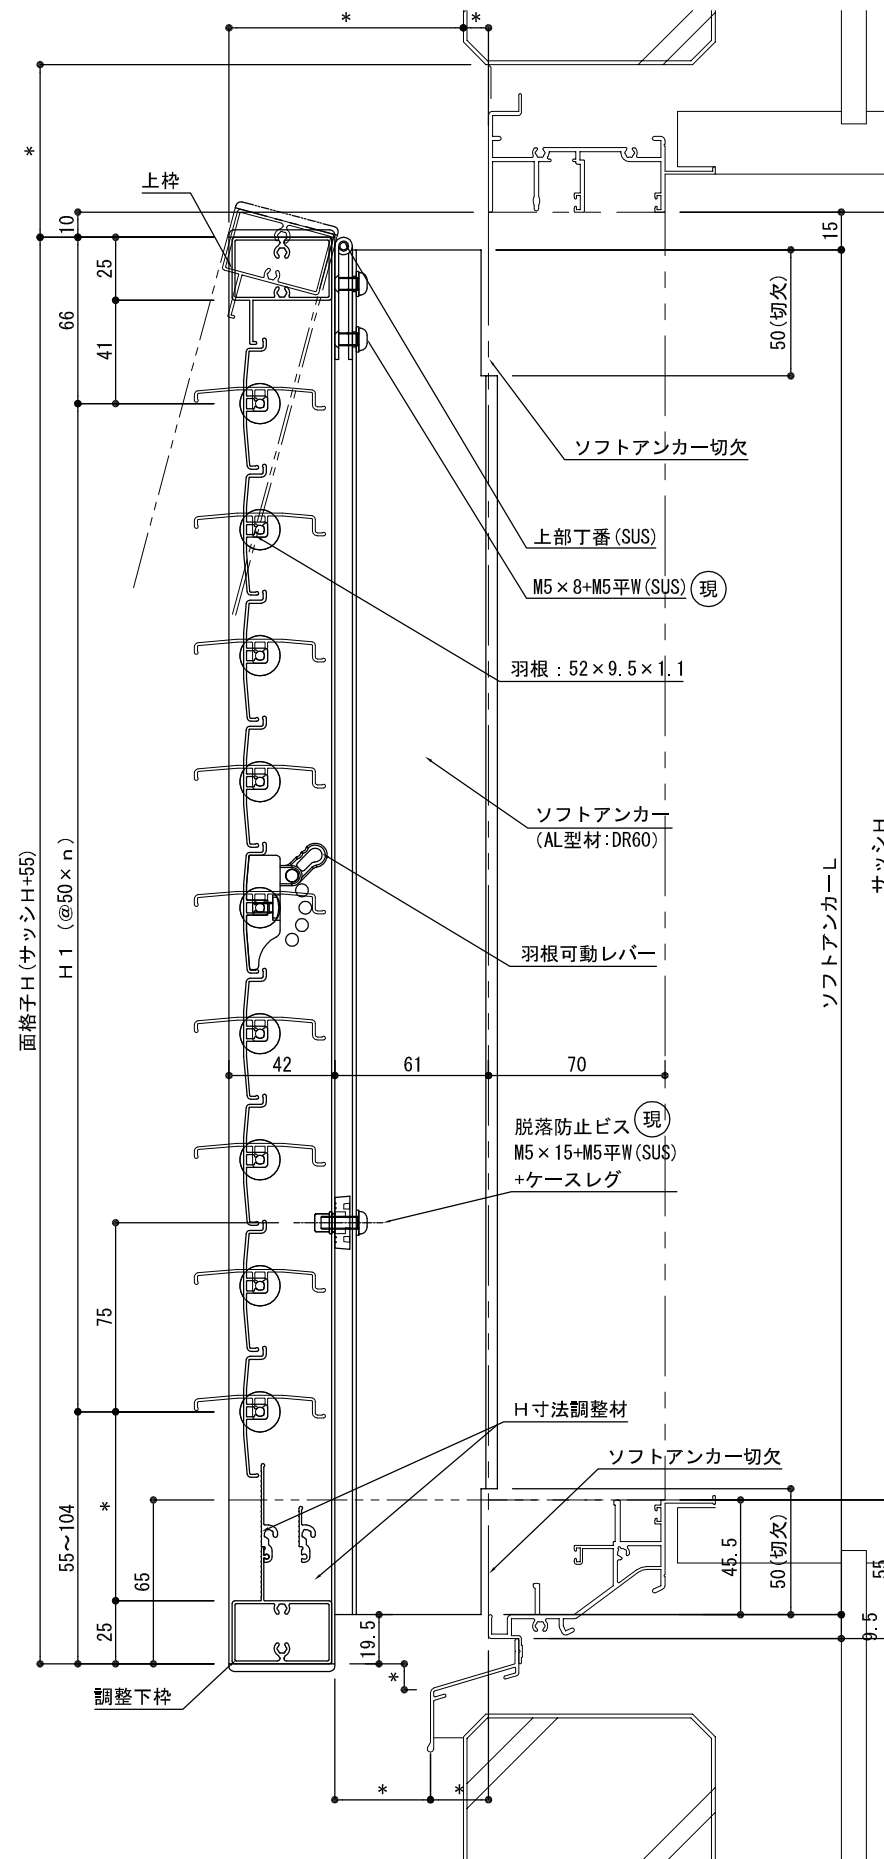 *
*
*
上枠
10
25
66
41
15
50(切欠)
ソフトアンカー切欠
上部丁番(SUS)
M5×8+M5平W(SUS) 現
羽根:52×9.5×1.1
ソフトアンカー
(AL型材:DR60)
面格子H(サッシH+55)
H1 (@50×n)
ソフトアンカーL
サッシH
羽根可動レバー
42
61
70
脱落防止ビス 現
M5×15+M5平W(SUS)
+ケースレグ
75
H寸法調整材
ソフトアンカー切欠
*
55~104
65
25
45.5
50(切欠)
55
9.5
19.5
*
調整下枠
*
*